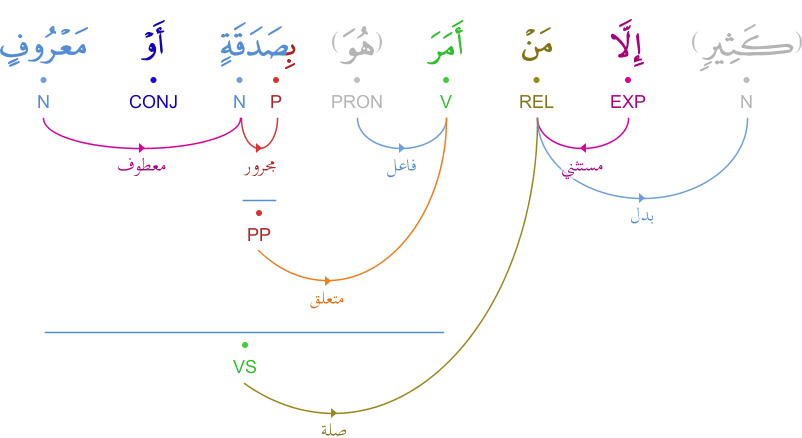 (كَثِيرٍ) إِلَّا مَنْ أَمَرَ (هُوَ) بِصَدَقَةٍ أَوْ مَعْرُوفٍ
N EXP REL V PRON P N CONJ N
معطوف مجرور فاعل مستثني
بدل
PP
متعلق
VS
صلة